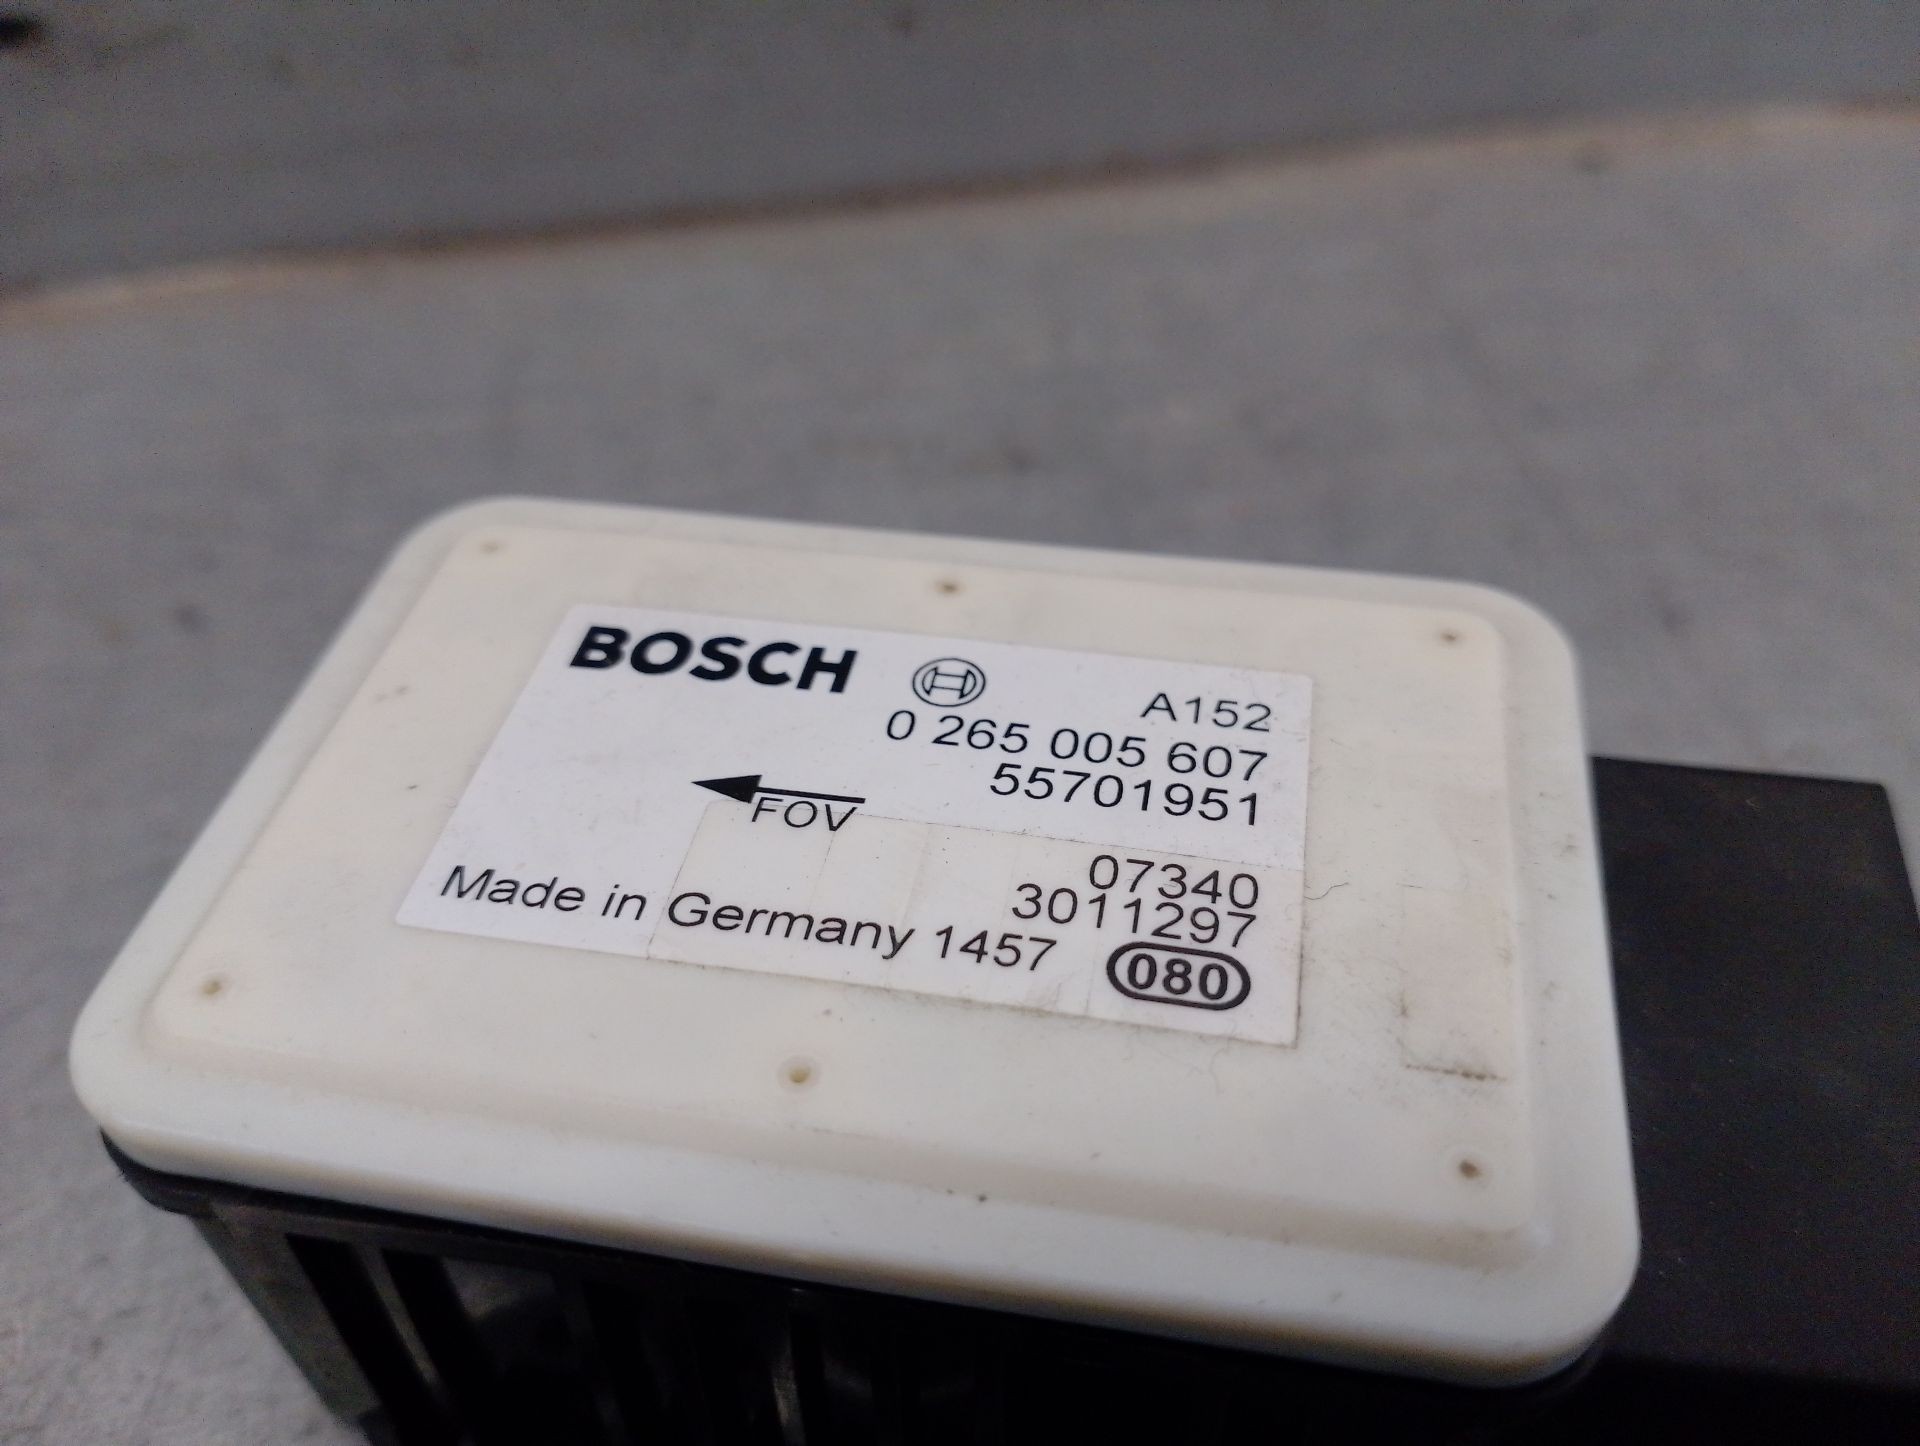 BOSCH
A152
0 265 005 607
55701951
FOV
07340
3011297
Made in Germany 1457
080